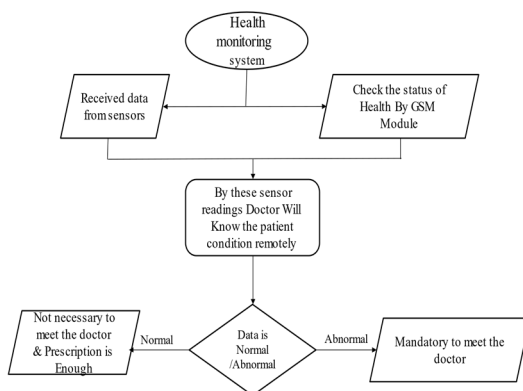 Health
monitoring
system
Received data
from sensors
Check the status of
Health By GSM
Module
By these sensor
readings Doctor Will
Know the patient
condition remotely
Not necessary to
meet the doctor
& Prescription is
Enough
Normal
Data is
Normal
/Abnormal
Abnormal
Mandatory to meet the
doctor